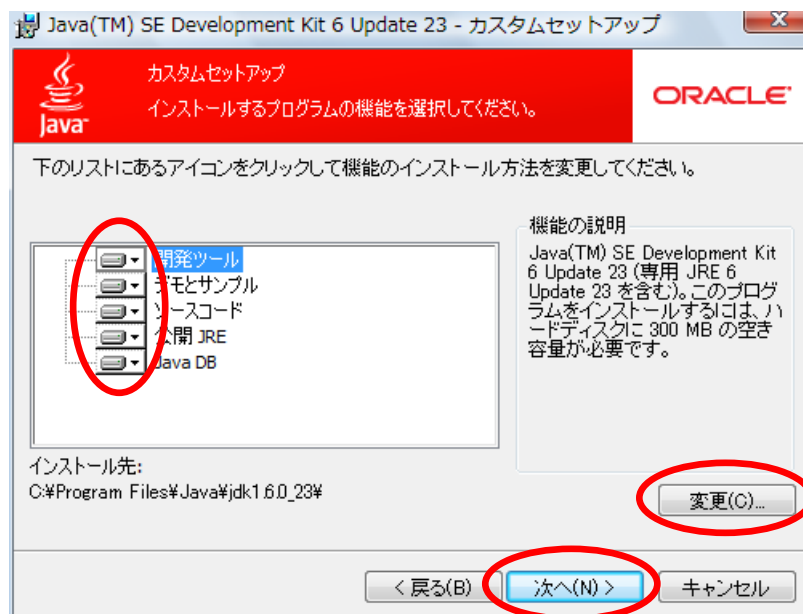 Java(TM) SE Development Kit 6 Update 23 - カスタムセットアップ
カスタムセットアップ
インストールするプログラムの機能を選択してください。
Java™
ORACLE®
下のリストにあるアイコンをクリックして機能のインストール方法を変更してください。
開発ツール
デモとサンプル
ソースコード
公開 JRE
Java DB
機能の説明
Java(TM) SE Development Kit
6 Update 23 (専用 JRE 6
Update 23 を含む)。このプログ
ラムをインストールするには、ハ
ードディスクに 300 MB の空き
容量が必要です。
インストール先:
C:¥Program Files¥Java¥jdk1.6.0_23¥
変更(C)...
< 戻る(B)
次へ(N) >
キャンセル